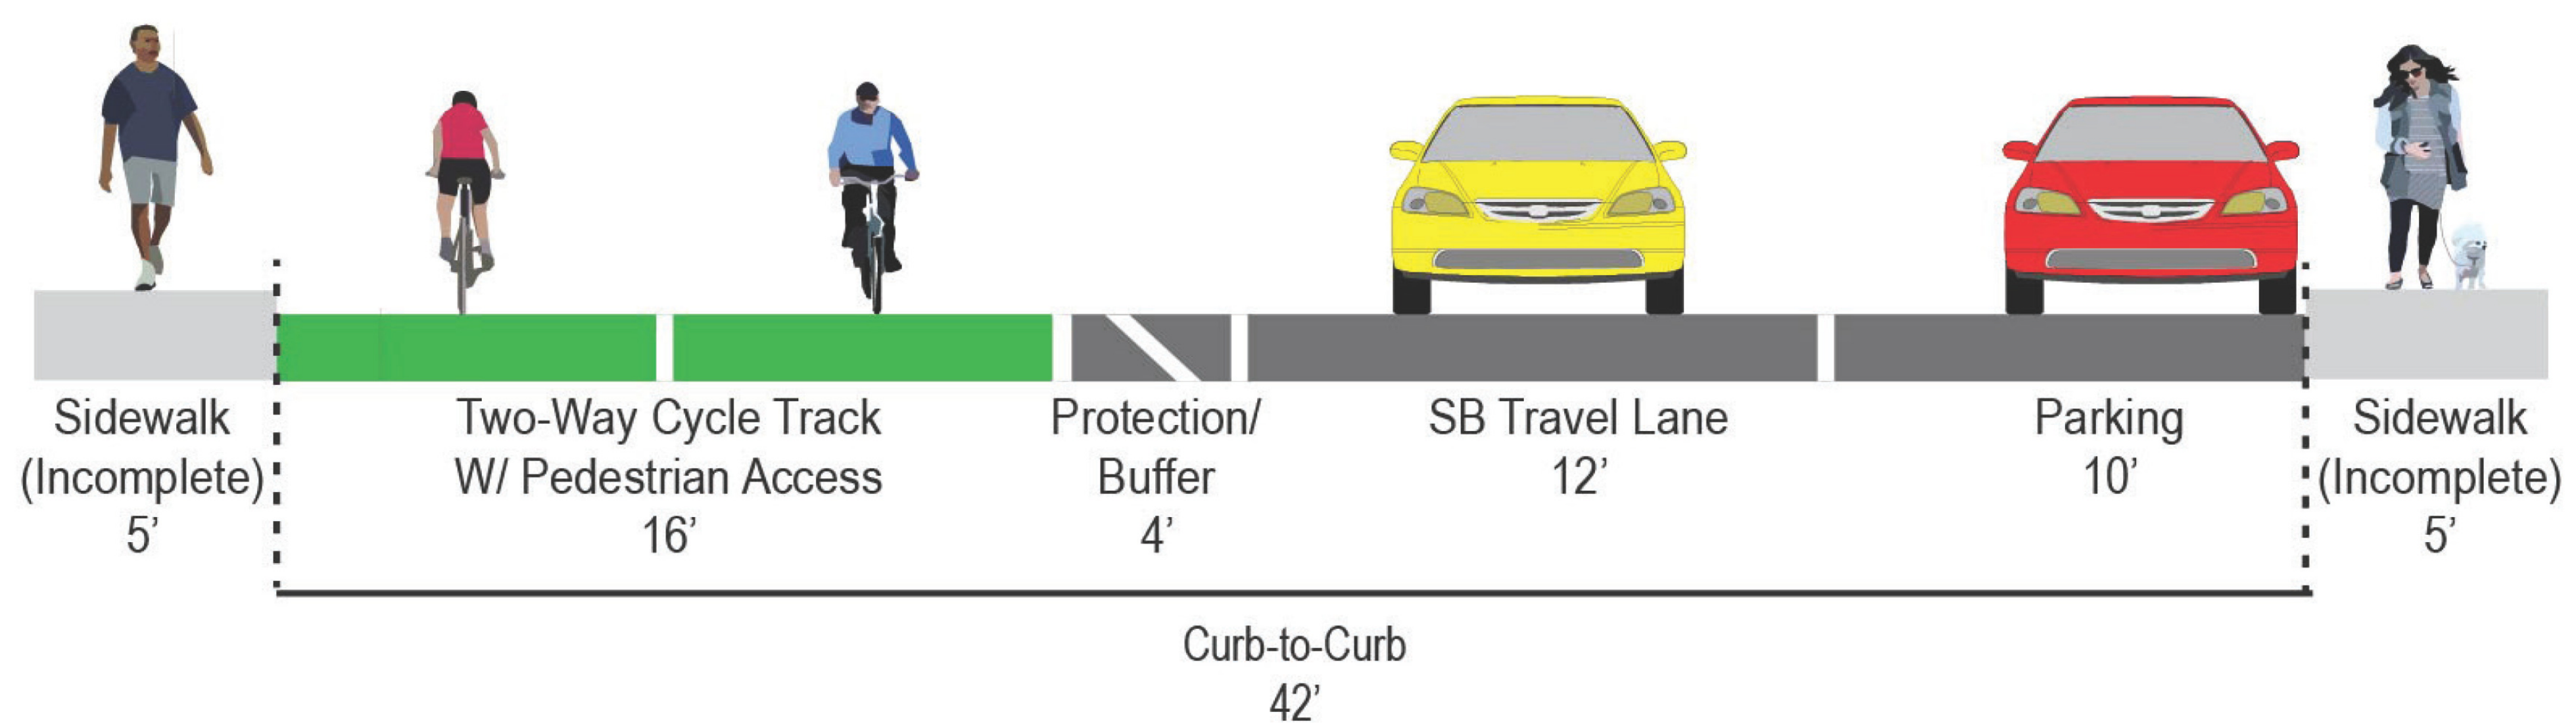 Sidewalk
(Incomplete)
5’
Two-Way Cycle Track
W/ Pedestrian Access
16’
Protection/
Buffer
4’
SB Travel Lane
12’
Parking
10’
Sidewalk
(Incomplete)
5’
Curb-to-Curb
42’